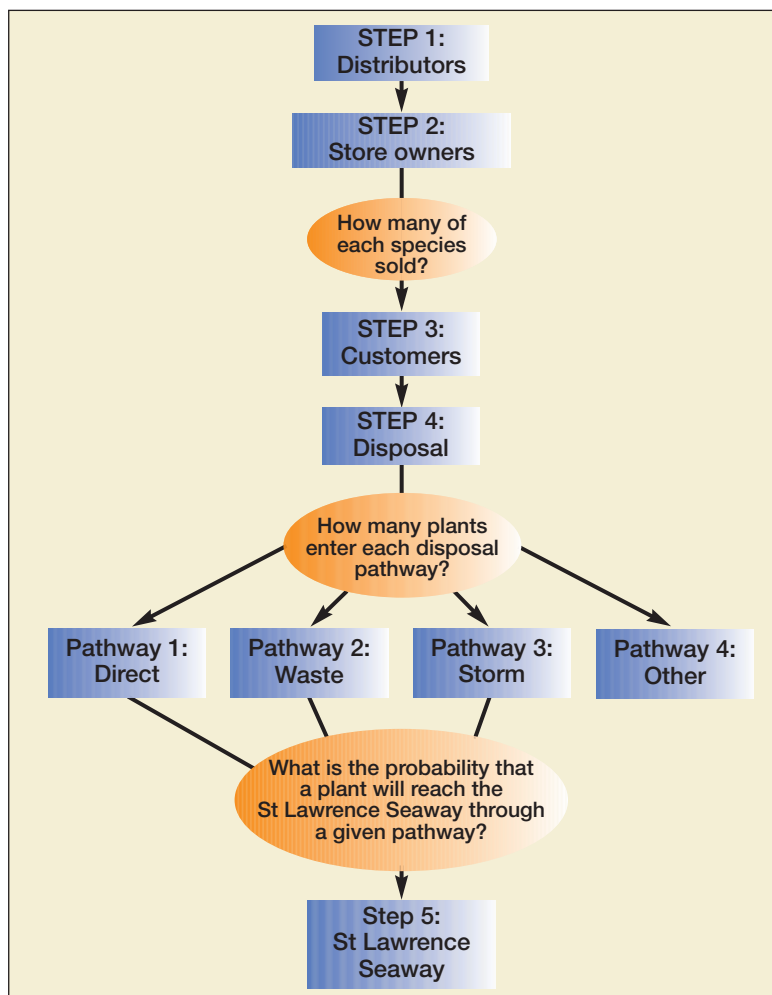 STEP 1:
Distributors
STEP 2:
Store owners
How many of
each species
sold?
STEP 3:
Customers
STEP 4:
Disposal
How many plants
enter each disposal
pathway?
Pathway 1:
Direct
Pathway 2:
Waste
Pathway 3:
Storm
Pathway 4:
Other
What is the probability that
a plant will reach the
St Lawrence Seaway through
a given pathway?
Step 5:
St Lawrence
Seaway